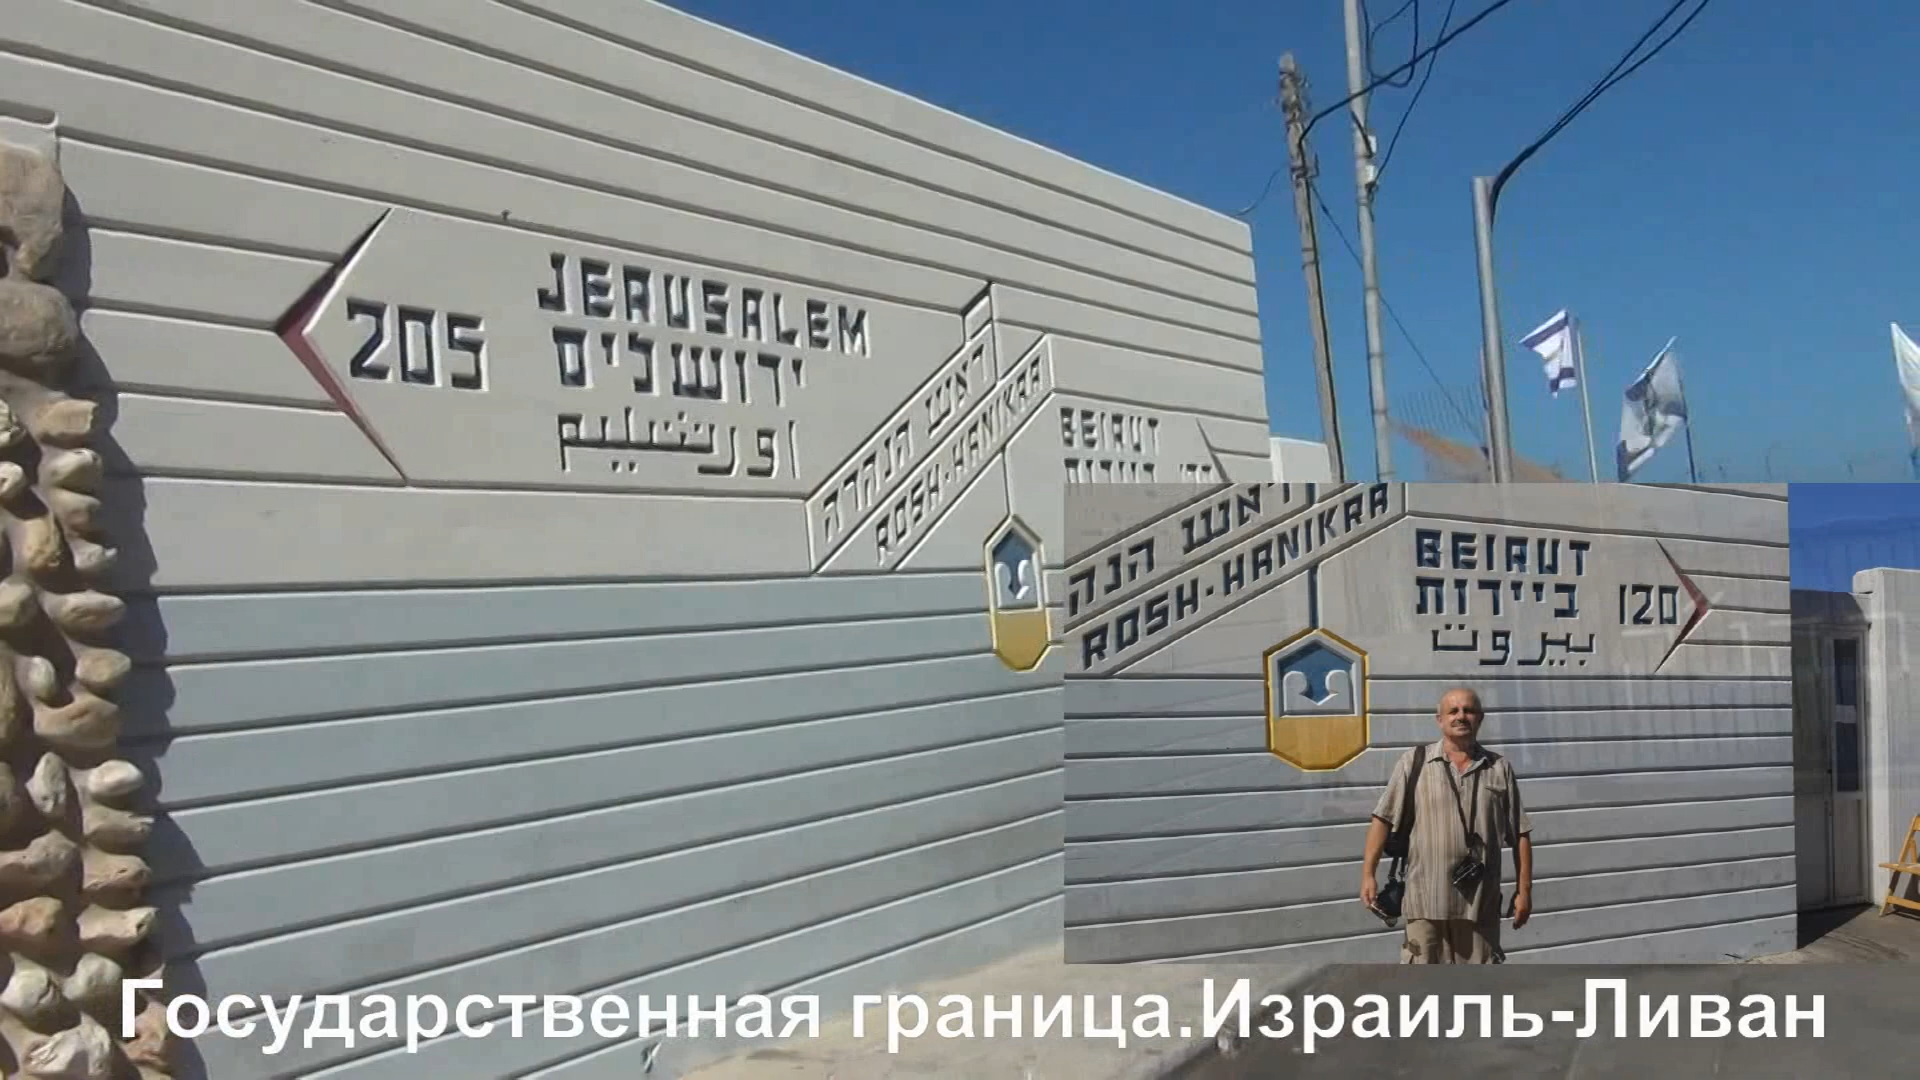 205
JERUSALEM
ירושלים
اورشليم
ראש הנקרה
ROSH-HANIKRA
BEIRUT
ראש הנק
ROSH-HANIKRA
BEIRUT
ביירות
بيروت
120
Государственная граница.Израиль-Ливан